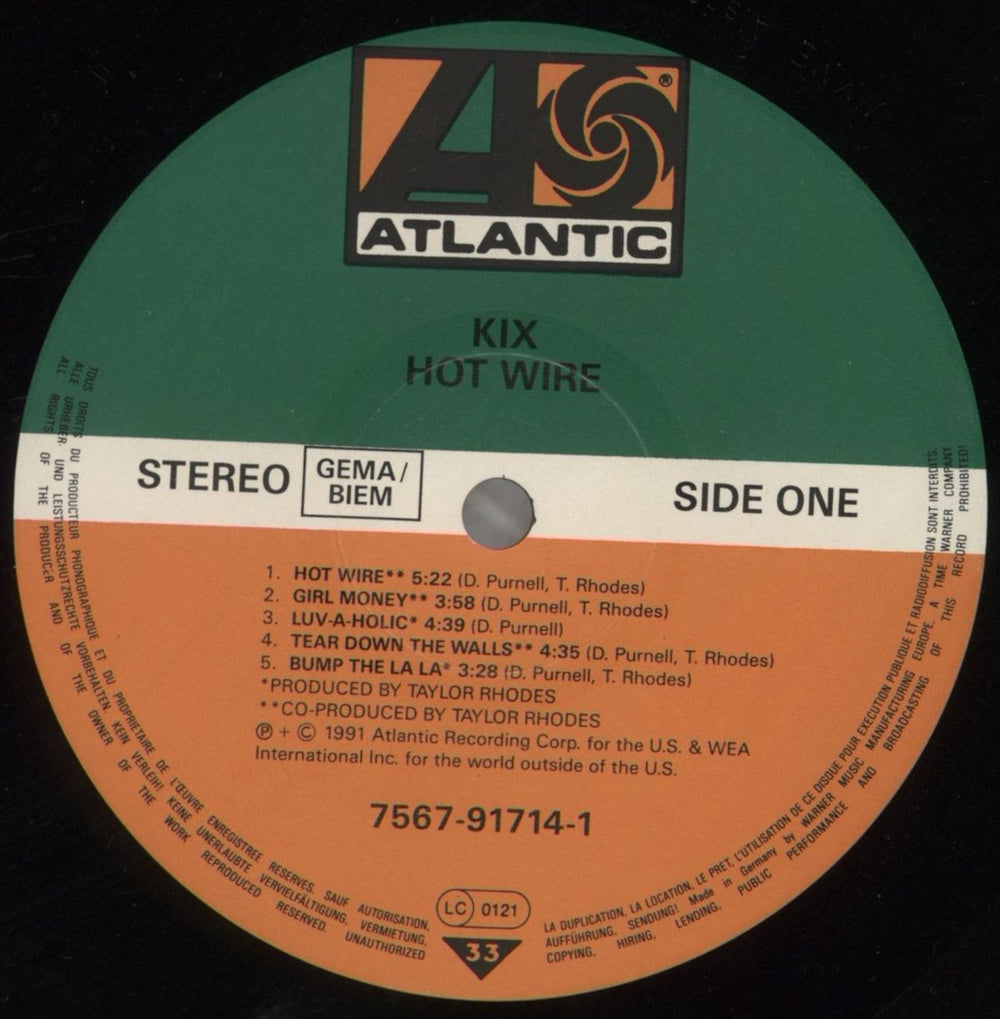 ®
ATLANTIC
KIX
HOT WIRE
STEREO
GEMA/
BIEM
SIDE ONE
1. HOT WIRE** 5:22 (D. Purnell, T. Rhodes)
2. GIRL MONEY** 3:58 (D. Purnell, T. Rhodes)
3. LUV-A-HOLIC* 4:39 (D. Purnell)
4. TEAR DOWN THE WALLS** 4:35 (D. Purnell, T. Rhodes)
5. BUMP THE LA LA* 3:28 (D. Purnell, T. Rhodes)
*PRODUCED BY TAYLOR RHODES
**CO-PRODUCED BY TAYLOR RHODES
℗ + © 1991 Atlantic Recording Corp. for the U.S. & WEA
International Inc. for the world outside of the U.S.
7567-91714-1
LC 0121
33
TOUS DROITS DU PRODUCTEUR PHONOGRAPHIQUE ET DU PROPRIETAIRE DE L'ŒUVRE ENREGISTREE RESERVES. SAUF AUTORISATION,
LA DUPLICATION, LA LOCATION, LE PRET, L'UTILISATION DE CE DISQUE POUR EXECUTION PUBLIQUE ET RADIODIFFUSION SONT INTERDITS.
ALLE URHEBER UND LEISTUNGSSCHUTZRECHTE VORBEHALTEN. KEIN VERLEIH! KEINE UNERLAUBTE VERVIELFÄLTIGUNG, VERMIETUNG,
AUFFÜHRUNG, SENDUNG! Made in Germany by WARNER MUSIC MANUFACTURING EUROPE, A TIME WARNER COMPANY
ALL RIGHTS OF THE PRODUCER AND OF THE OWNER OF THE WORK REPRODUCED RESERVED. UNAUTHORIZED
COPYING, HIRING, LENDING, PUBLIC PERFORMANCE AND BROADCASTING OF THIS RECORD PROHIBITED!